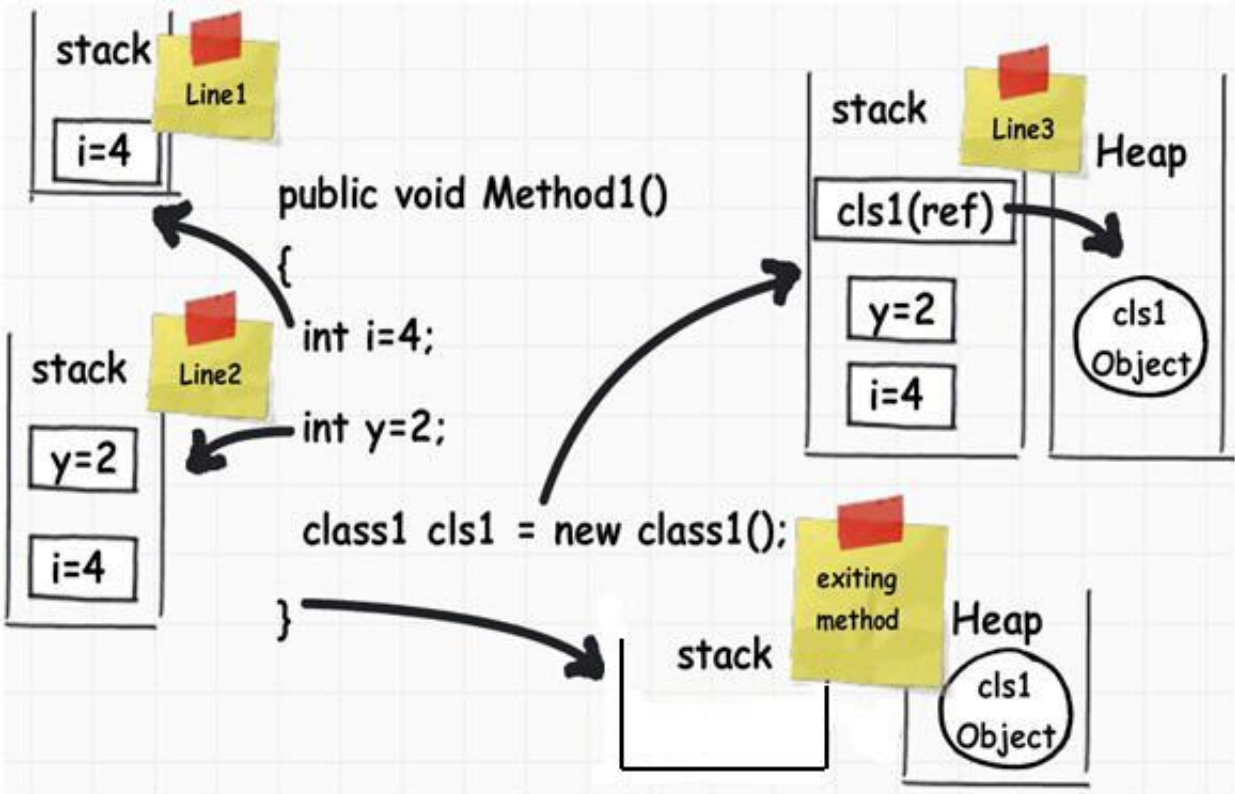 stack
Line1
i=4
public void Method1()
{
int i=4;
int y=2;
class1 cls1 = new class1();
}
stack
Line2
y=2
i=4
stack
Line3
Heap
cls1(ref)
y=2
i=4
cls1
Object
exiting
method
stack
Heap
cls1
Object